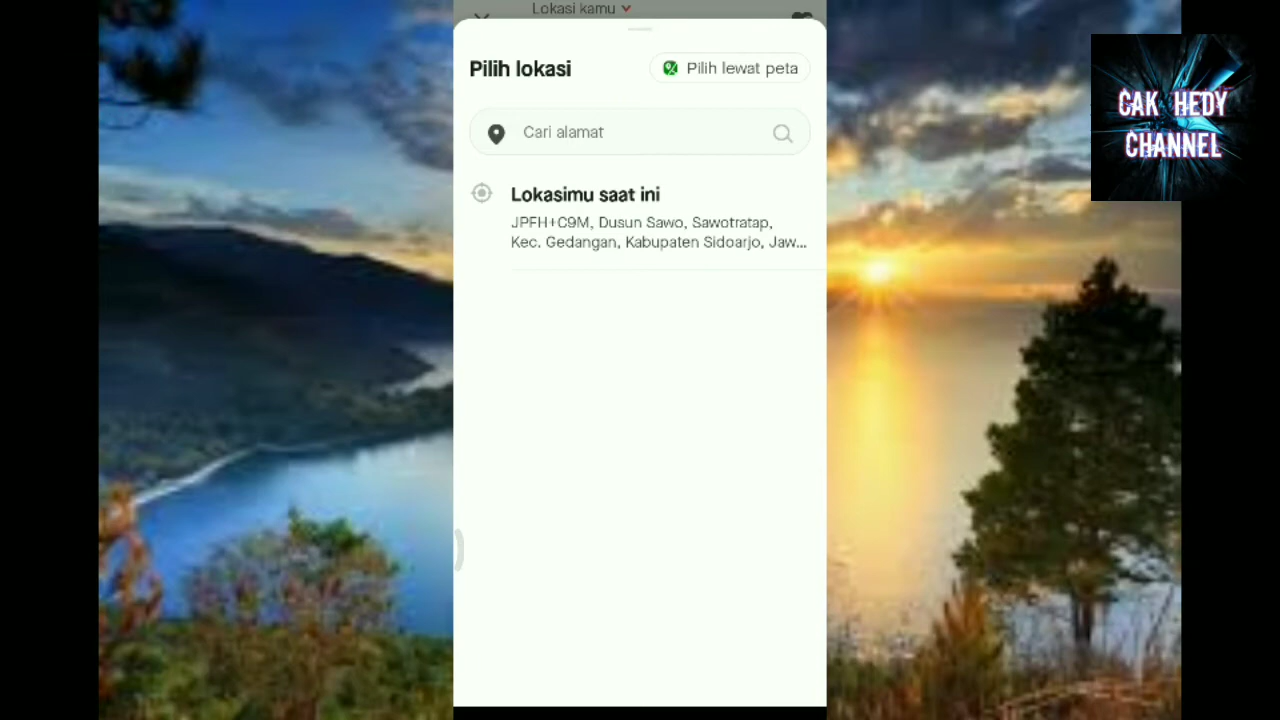 Lokasi kamu
Pilih lokasi
Pilih lewat peta
Cari alamat
Lokasimu saat ini
JPFH+C9M, Dusun Sawo, Sawotratap,
Kec. Gedangan, Kabupaten Sidoarjo, Jaw...
CAK HEDY
CHANNEL